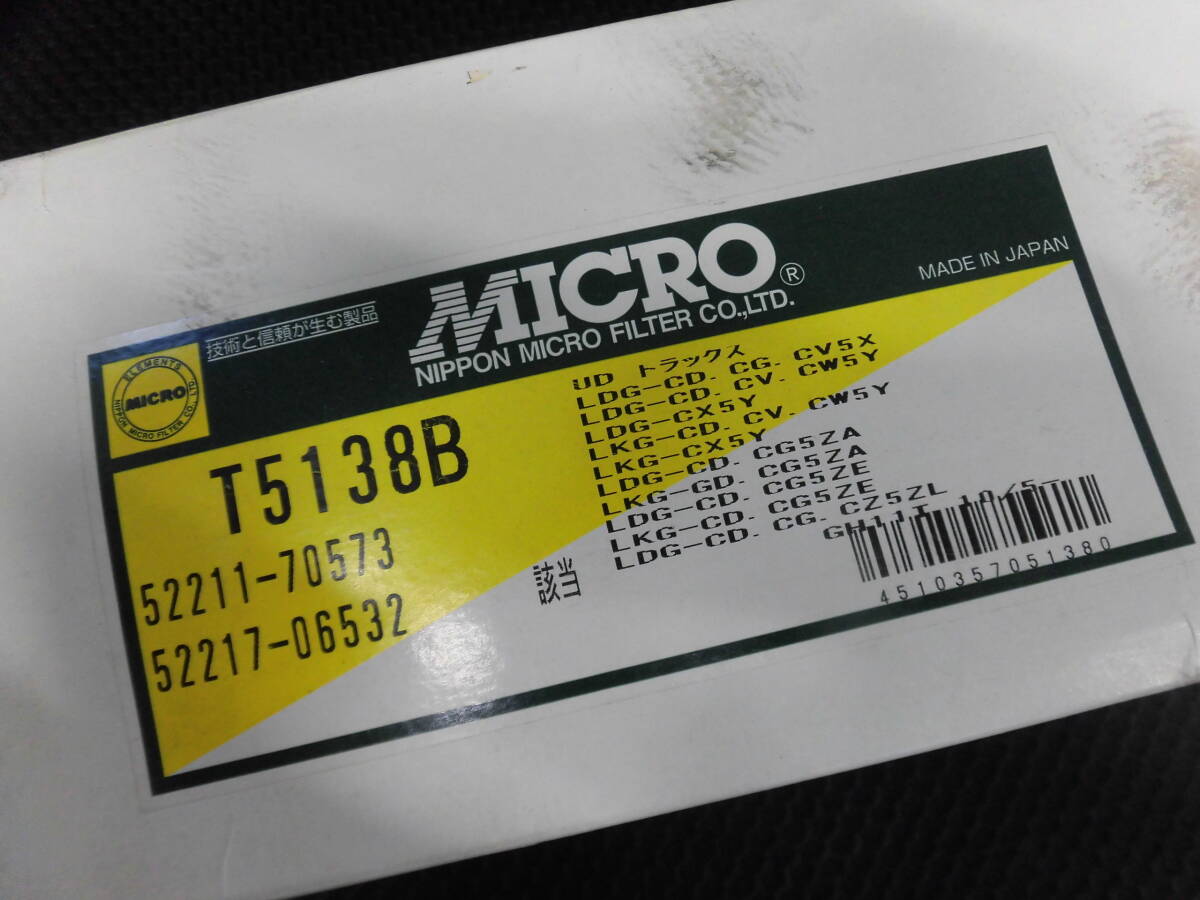 技術と信頼が生む製品
MICRO®
NIPPON MICRO FILTER CO.,LTD.
MADE IN JAPAN
ELEMENTS
MICRO
NIPPON MICRO FILTER CO., LTD.
T5138B
52211-70573
52217-06532
該当
UD トラックス
LDG-CD. CG. CV5X
LDG-CD. CV. CW5Y
LDG-CX5Y
LKG-CD. CV. CW5Y
LKG-CX5Y
LDG-CD. CG5ZA
LKG-GD. CG5ZA
LDG-CD. CG5ZE
LKG-CD. CG5ZE
LDG-CD. CG. CZ5ZL
GH11T 10/5-
4510357051380